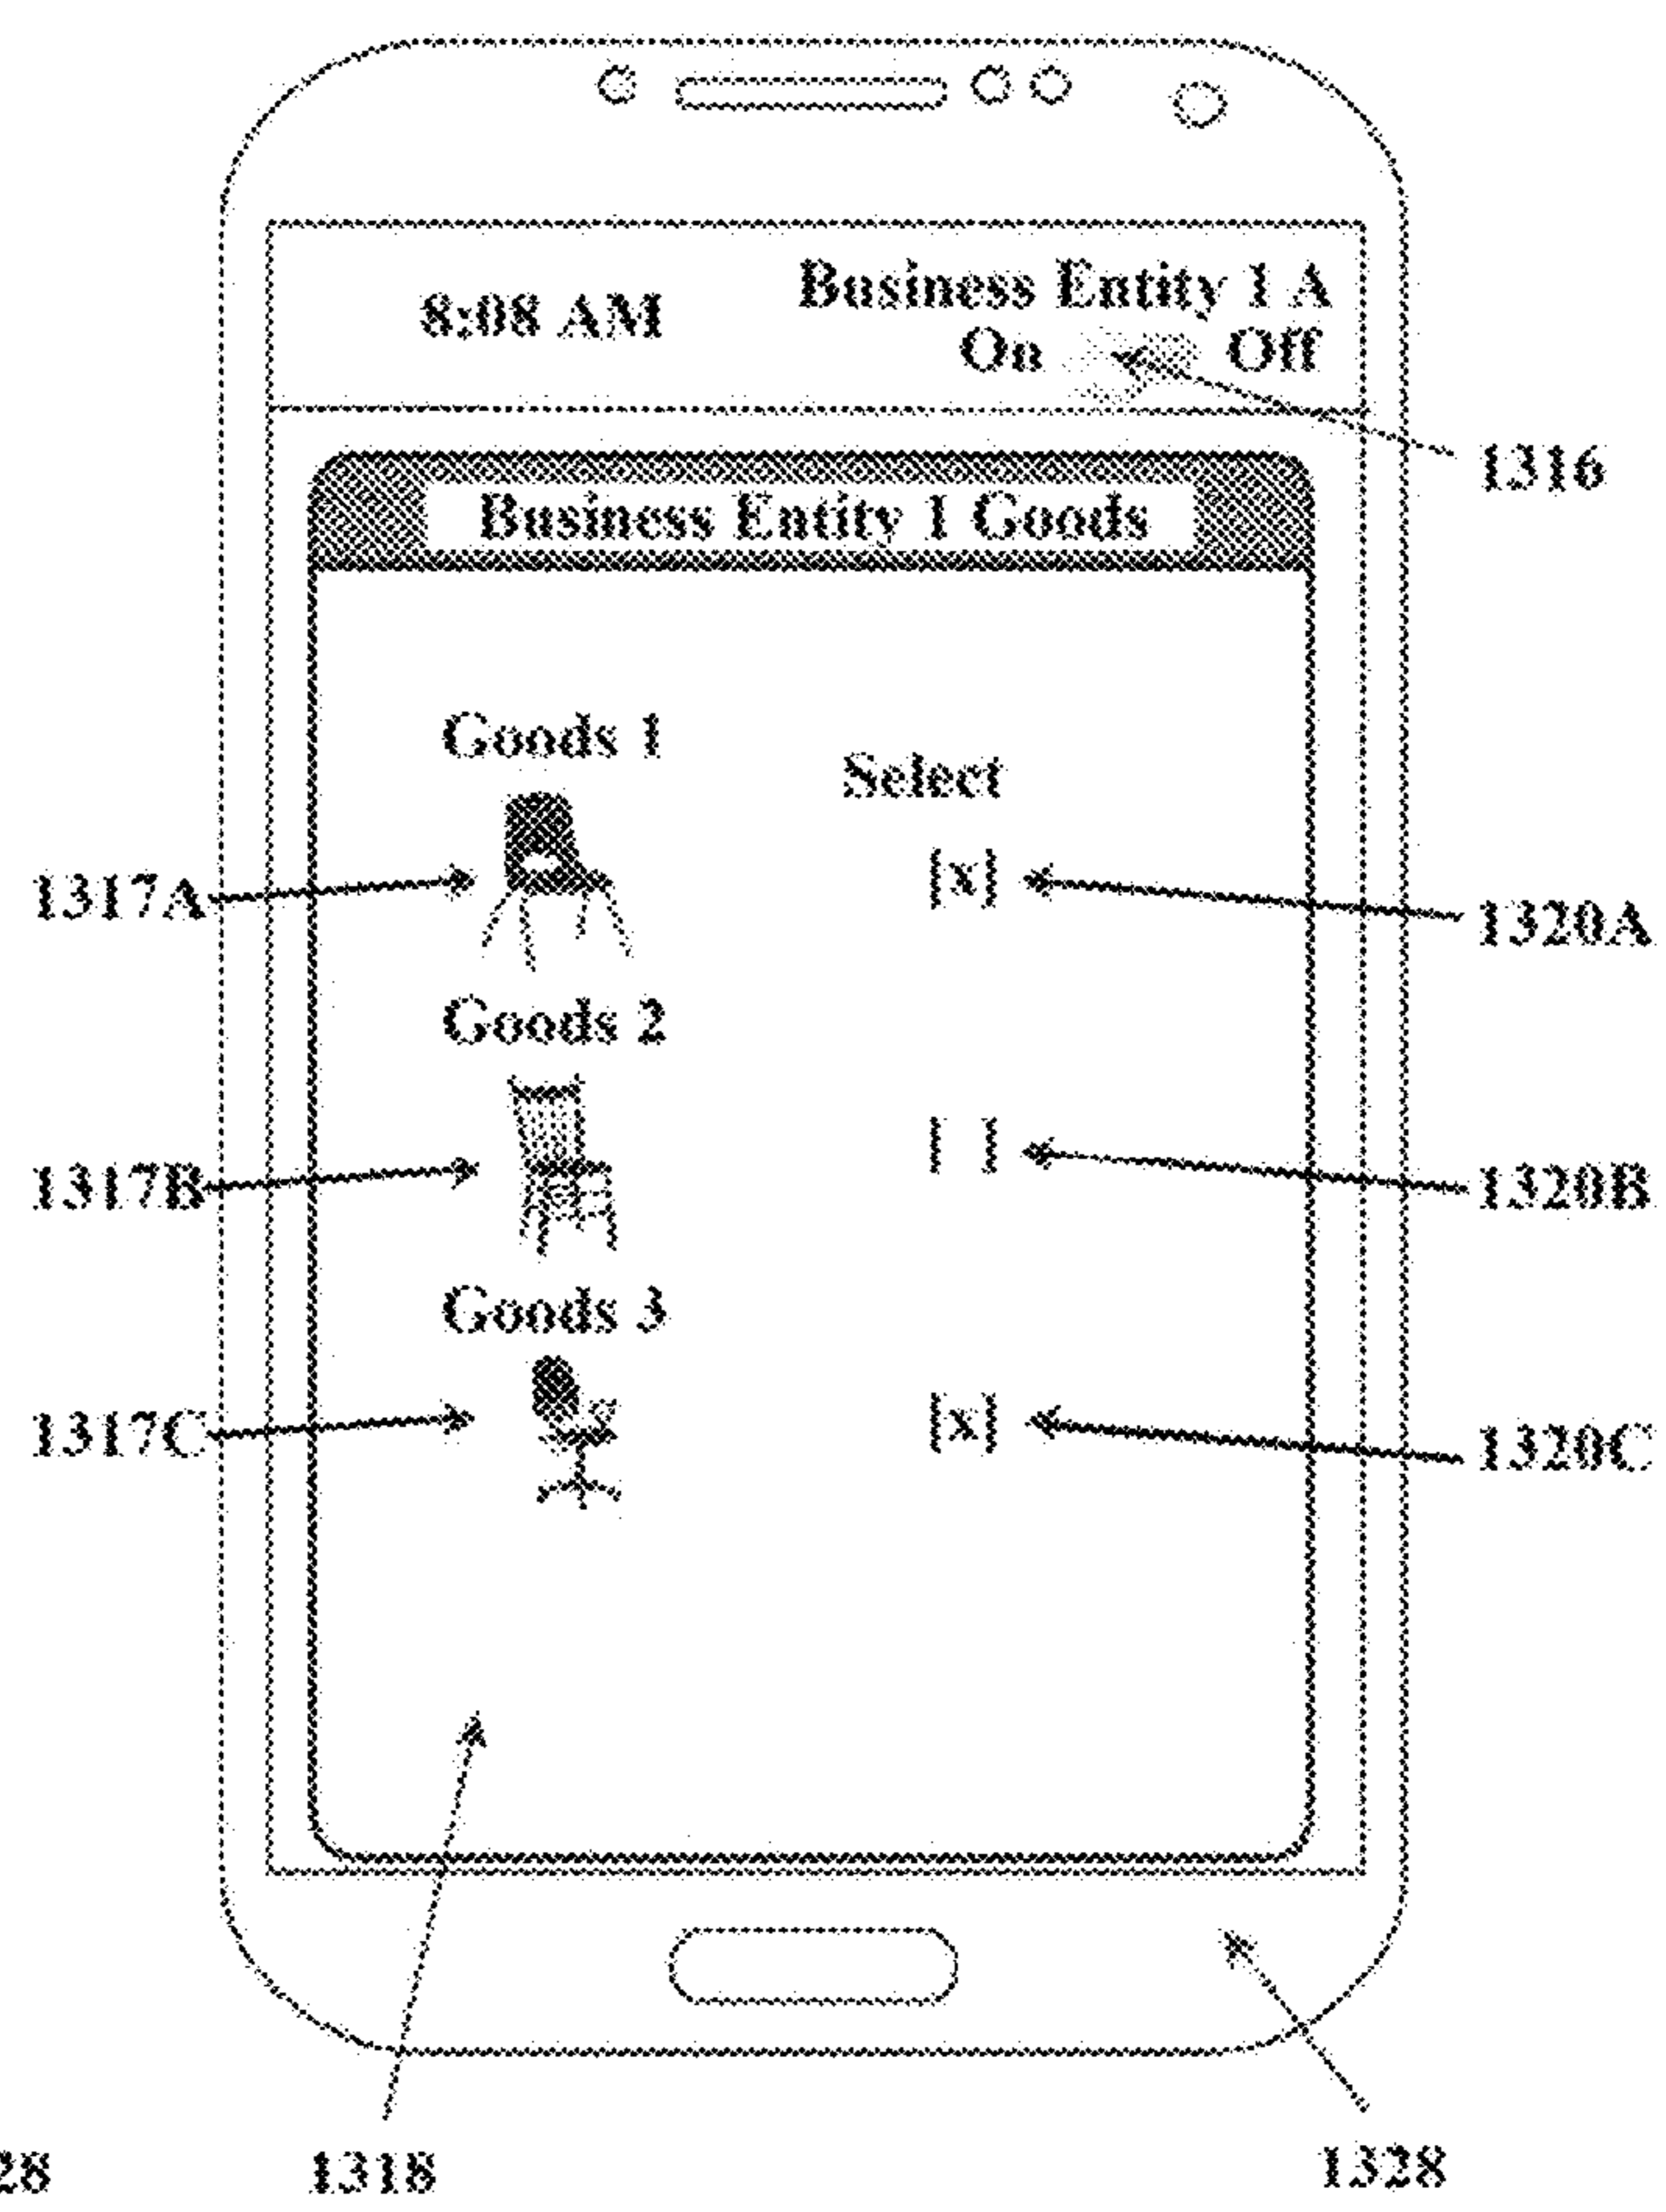 Business Entity 1 A
8:08 AM
On Off
1316
Business Entity 1 Goods
Goods 1
Select
1317A
[x]
1320A
Goods 2
1317B
[ ]
1320B
Goods 3
1317C
[x]
1320C
28
1318
1328